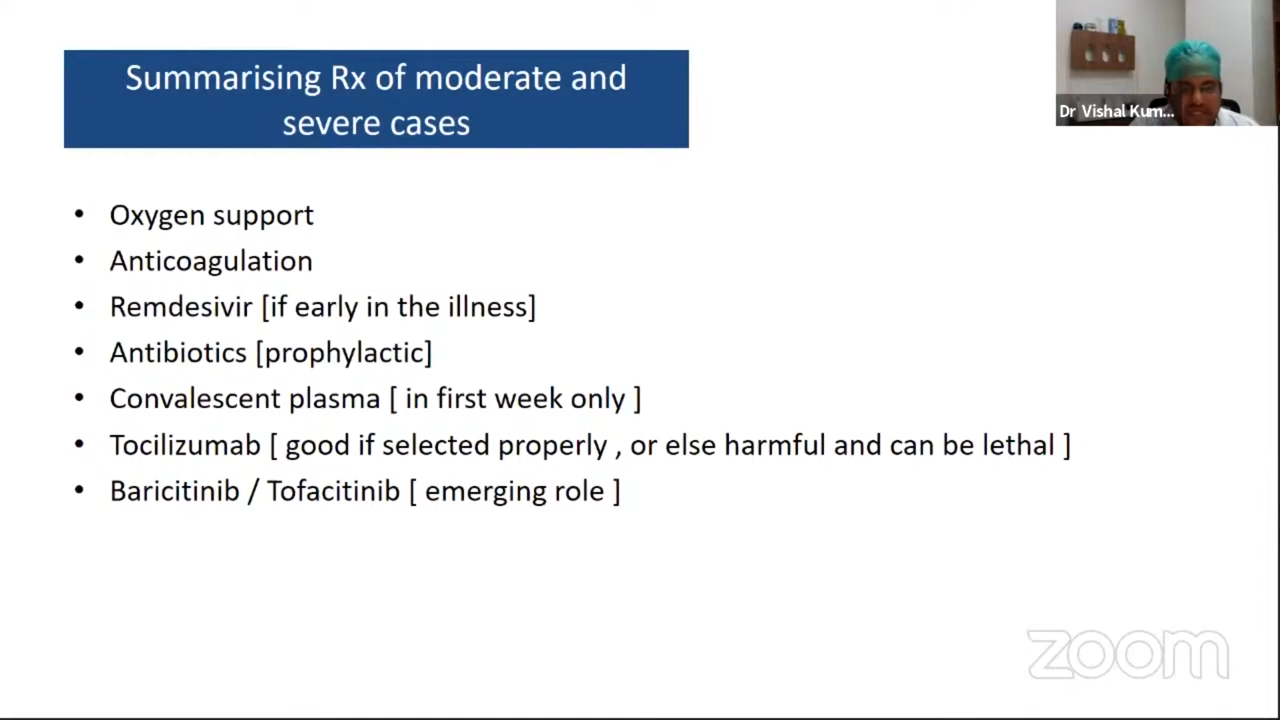 Summarising Rx of moderate and
severe cases
Dr Vishal Kum...
• Oxygen support
• Anticoagulation
• Remdesivir [if early in the illness]
• Antibiotics [prophylactic]
• Convalescent plasma [ in first week only ]
• Tocilizumab [ good if selected properly , or else harmful and can be lethal ]
• Baricitinib / Tofacitinib [ emerging role ]
zoom